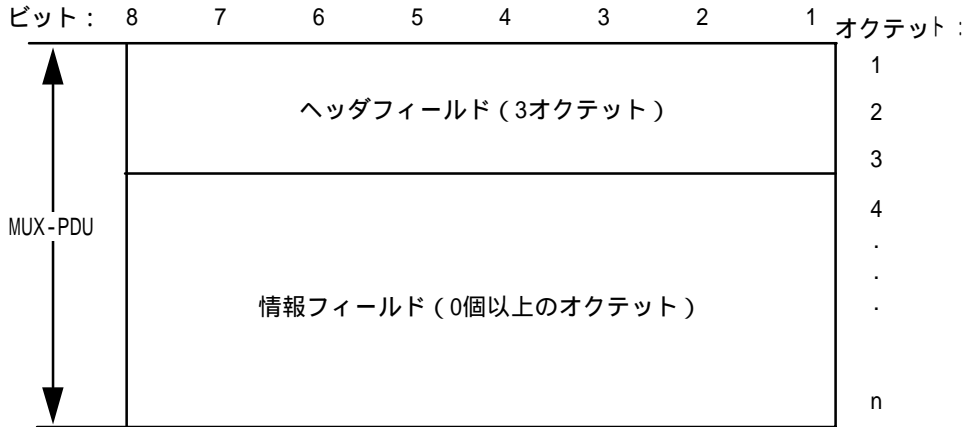 ビット： 8 7 6 5 4 3 2 1 オクテット：
1
ヘッダフィールド（3オクテット） 2
3
MUX-PDU 4
.
.
情報フィールド（0個以上のオクテット） .
n